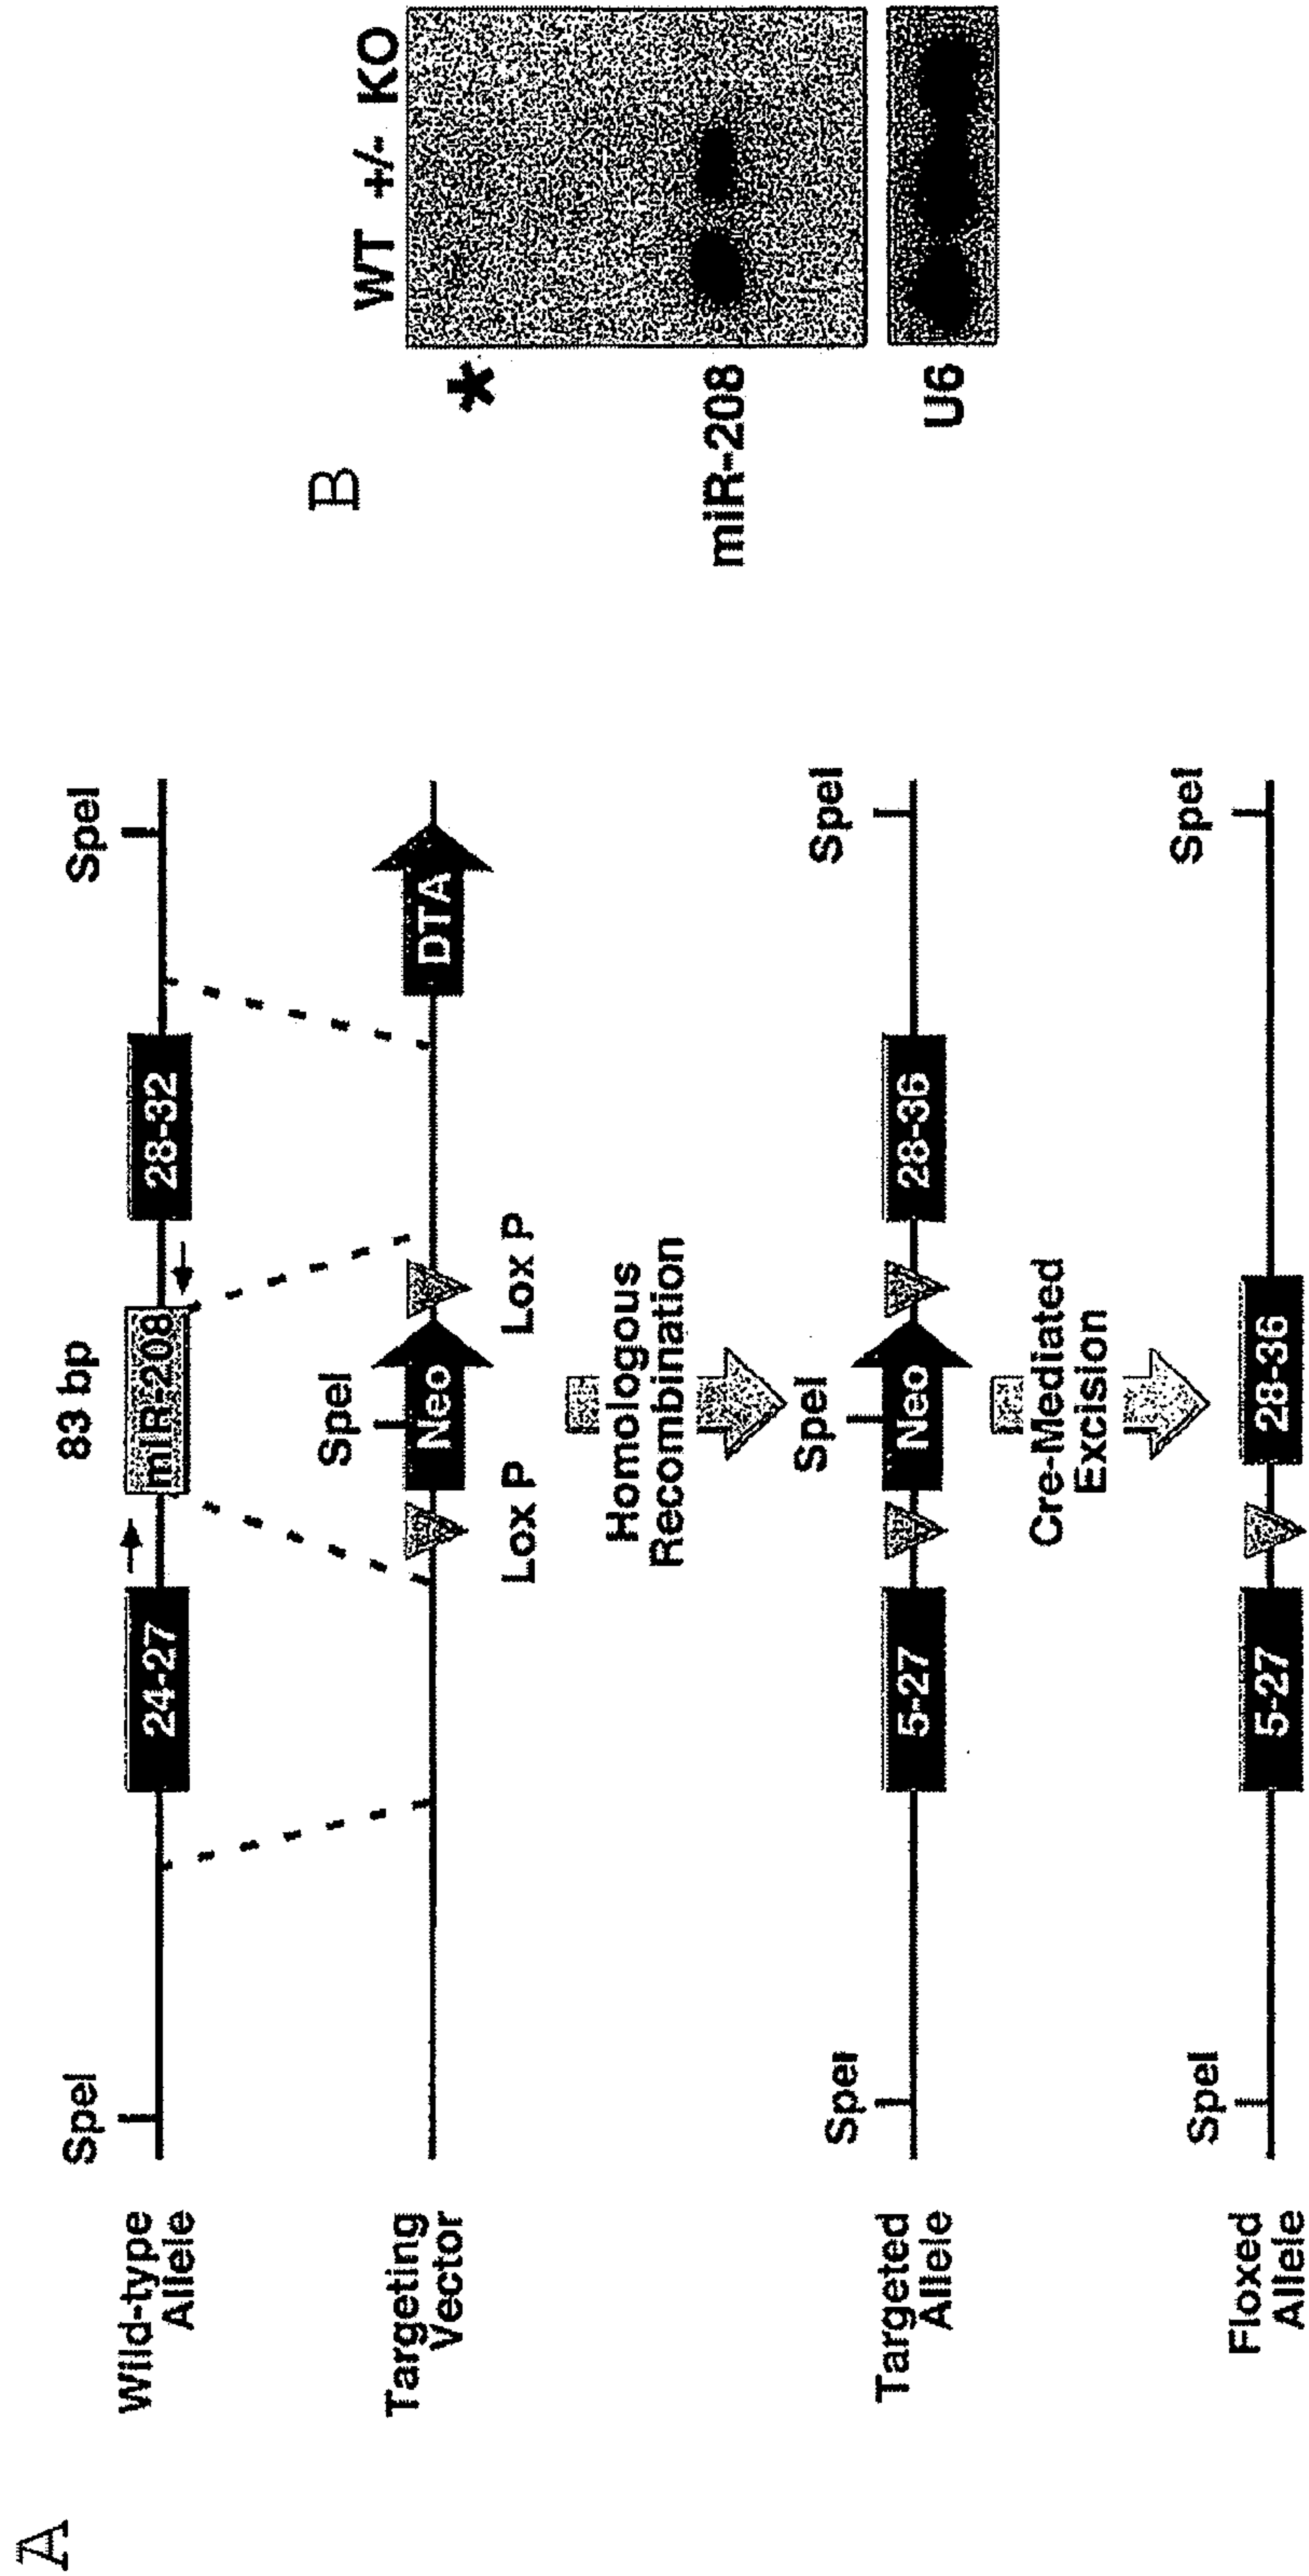 A
Wild-type
Allele
SpeI
83 bp
SpeI
24-27
miR-208
28-32
Targeting
Vector
SpeI
Neo
DTA
Lox P
Lox P
Homologous
Recombination
Targeted
Allele
SpeI
SpeI
SpeI
5-27
Neo
28-36
Cre-Mediated
Excision
Floxed
Allele
SpeI
SpeI
5-27
28-36
B
WT +/- KO
*
miR-208
U6